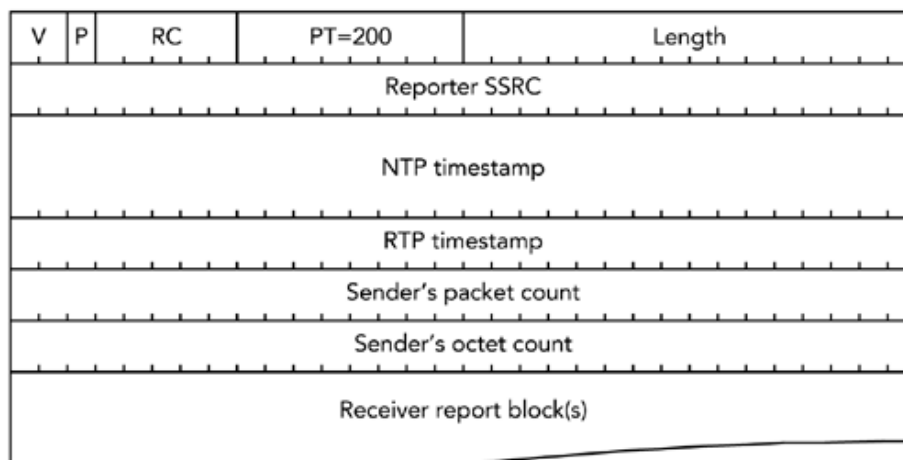 V P RC PT=200 Length
Reporter SSRC
NTP timestamp
RTP timestamp
Sender's packet count
Sender's octet count
Receiver report block(s)